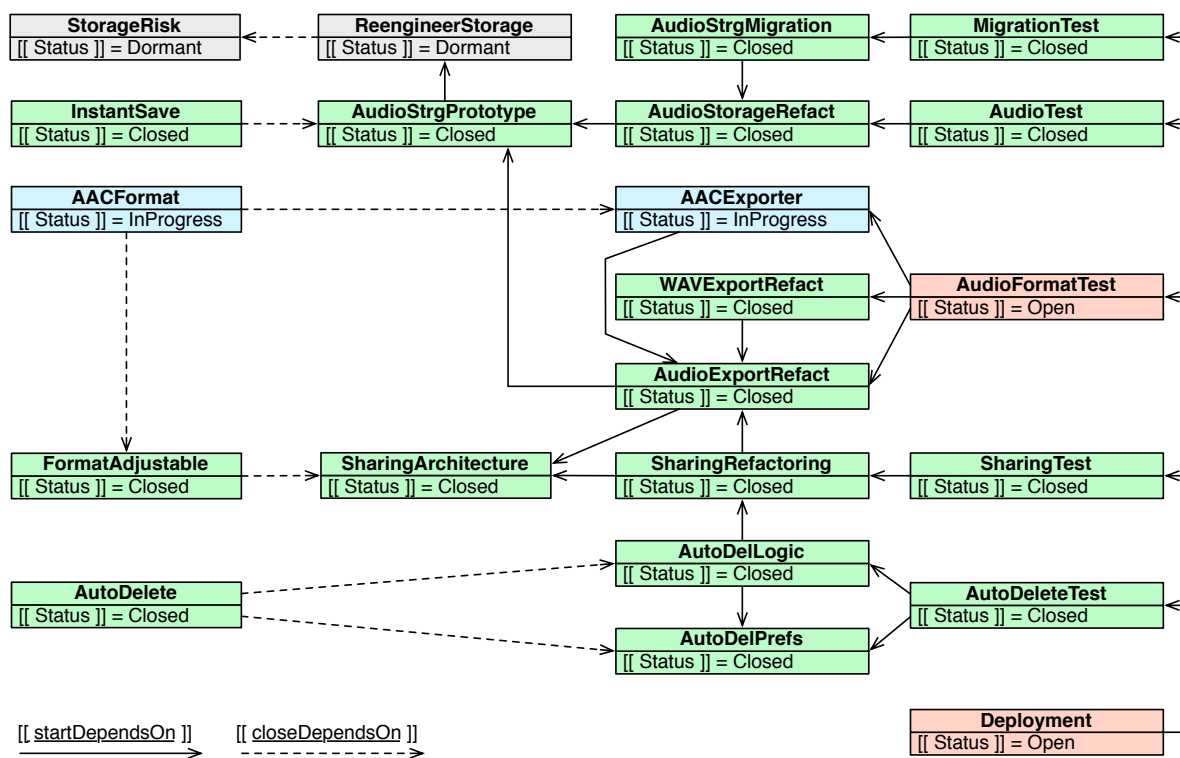 StorageRisk
[[ Status ]] = Dormant
ReengineerStorage
[[ Status ]] = Dormant
AudioStrgMigration
[[ Status ]] = Closed
MigrationTest
[[ Status ]] = Closed
InstantSave
[[ Status ]] = Closed
AudioStrgPrototype
[[ Status ]] = Closed
AudioStorageRefact
[[ Status ]] = Closed
AudioTest
[[ Status ]] = Closed
AACFormat
[[ Status ]] = InProgress
AACExporter
[[ Status ]] = InProgress
WAVExportRefact
[[ Status ]] = Closed
AudioFormatTest
[[ Status ]] = Open
AudioExportRefact
[[ Status ]] = Closed
FormatAdjustable
[[ Status ]] = Closed
SharingArchitecture
[[ Status ]] = Closed
SharingRefactoring
[[ Status ]] = Closed
SharingTest
[[ Status ]] = Closed
AutoDelLogic
[[ Status ]] = Closed
AutoDelete
[[ Status ]] = Closed
AutoDeleteTest
[[ Status ]] = Closed
AutoDelPrefs
[[ Status ]] = Closed
[[ startDependsOn ]]
[[ closeDependsOn ]]
Deployment
[[ Status ]] = Open